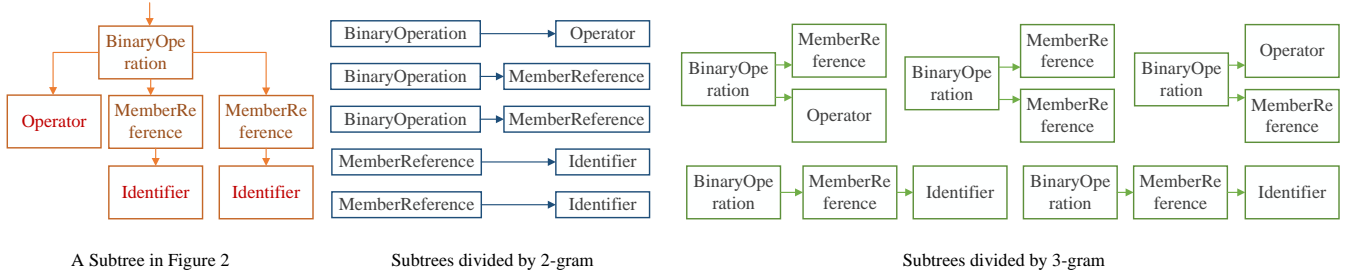 BinaryOpe
ration
Operator
MemberRe
ference
MemberRe
ference
Identifier
Identifier
A Subtree in Figure 2
BinaryOperation
Operator
BinaryOperation
MemberReference
BinaryOperation
MemberReference
MemberReference
Identifier
MemberReference
Identifier
Subtrees divided by 2-gram
BinaryOpe
ration
MemberRe
ference
Operator
BinaryOpe
ration
MemberRe
ference
MemberRe
ference
BinaryOpe
ration
Operator
MemberRe
ference
BinaryOpe
ration
MemberRe
ference
Identifier
BinaryOpe
ration
MemberRe
ference
Identifier
Subtrees divided by 3-gram